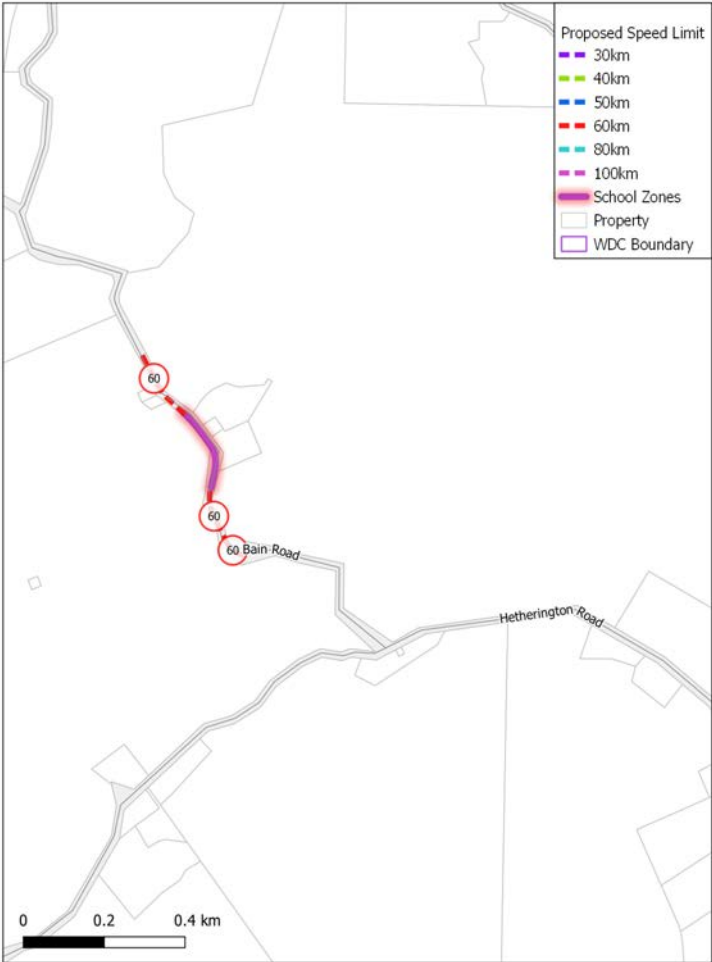 Proposed Speed Limit
30km
40km
50km
60km
80km
100km
School Zones
Property
WDC Boundary
60
60
60
Bain Road
Hetherington Road
0 0.2 0.4 km